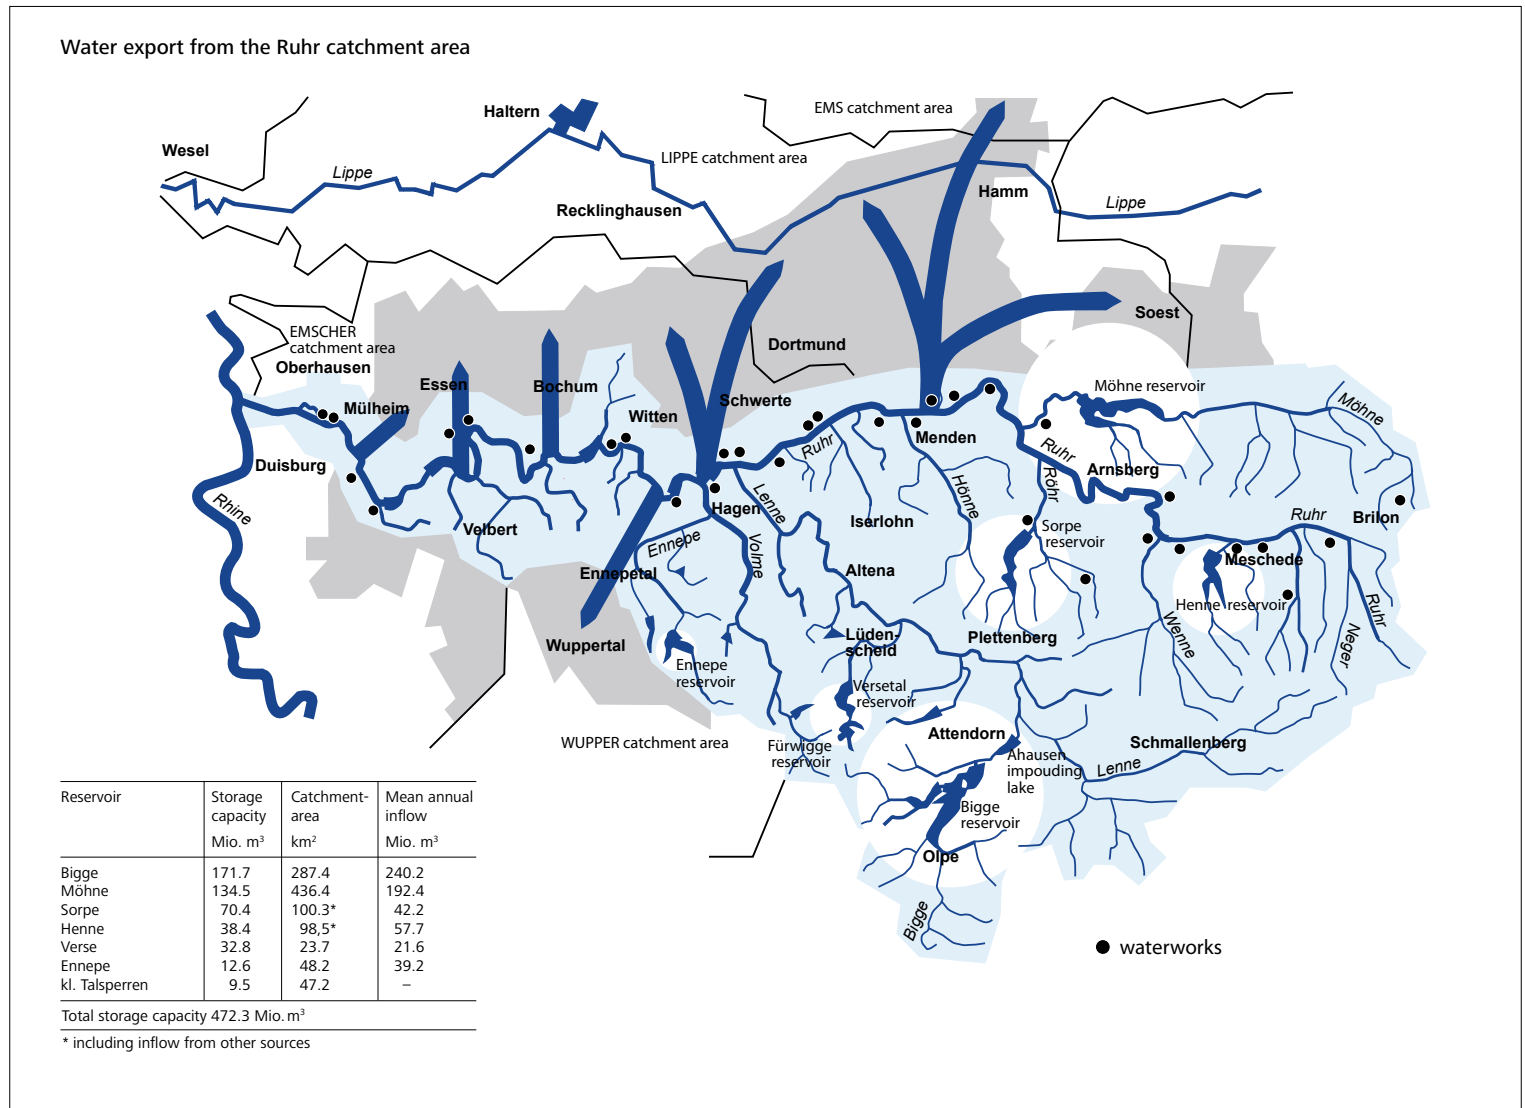 Water export from the Ruhr catchment area
EMS catchment area
Haltern
Wesel
LIPPE catchment area
Lippe
Hamm
Lippe
Recklinghausen
Soest
EMSCHER
catchment area
Oberhausen
Dortmund
Essen
Bochum
Möhne reservoir
Schwerte
Möhne
Mülheim
Witten
Menden
Ruhr
Ruhr
Duisburg
Arnsberg
Röhr
Rhine
Lenne
Hönne
Hagen
Iserlohn
Ruhr
Brilon
Velbert
Sorpe
reservoir
Ennepe
Volme
Meschede
Ennepetal
Altena
Henne reservoir
Ruhr
Wenne
Neger
Wuppertal
Lüden-
scheid
Plettenberg
Ennepe
reservoir
Versetal
reservoir
WUPPER catchment area
Fürwigge
reservoir
Attendorn
Schmallenberg
Ahausen
impouding
lake
Lenne
Bigge
reservoir
Olpe
Bigge
waterworks
Reservoir Storage capacity Catchment- area Mean annual inflow
Mio. m³ km² Mio. m³
Bigge 171.7 287.4 240.2
Möhne 134.5 436.4 192.4
Sorpe 70.4 100.3* 42.2
Henne 38.4 98,5* 57.7
Verse 32.8 23.7 21.6
Ennepe 12.6 48.2 39.2
kl. Talsperren 9.5 47.2 –
Total storage capacity 472.3 Mio. m³
* including inflow from other sources